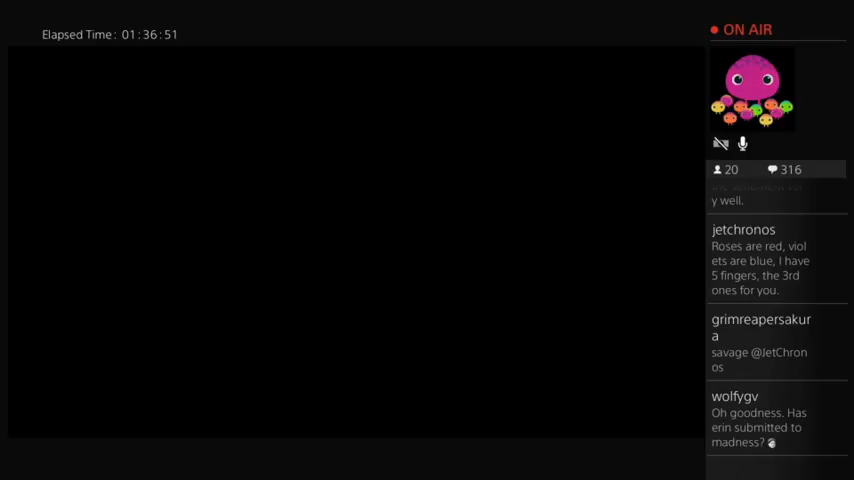 Elapsed Time: 01:36:51
ON AIR
20 316
y well.
jetchronos
Roses are red, viol
ets are blue, I have
5 fingers, the 3rd
ones for you.
grimreapersakur
a
savage @JetChron
os
wolfygv
Oh goodness. Has
erin submitted to
madness?